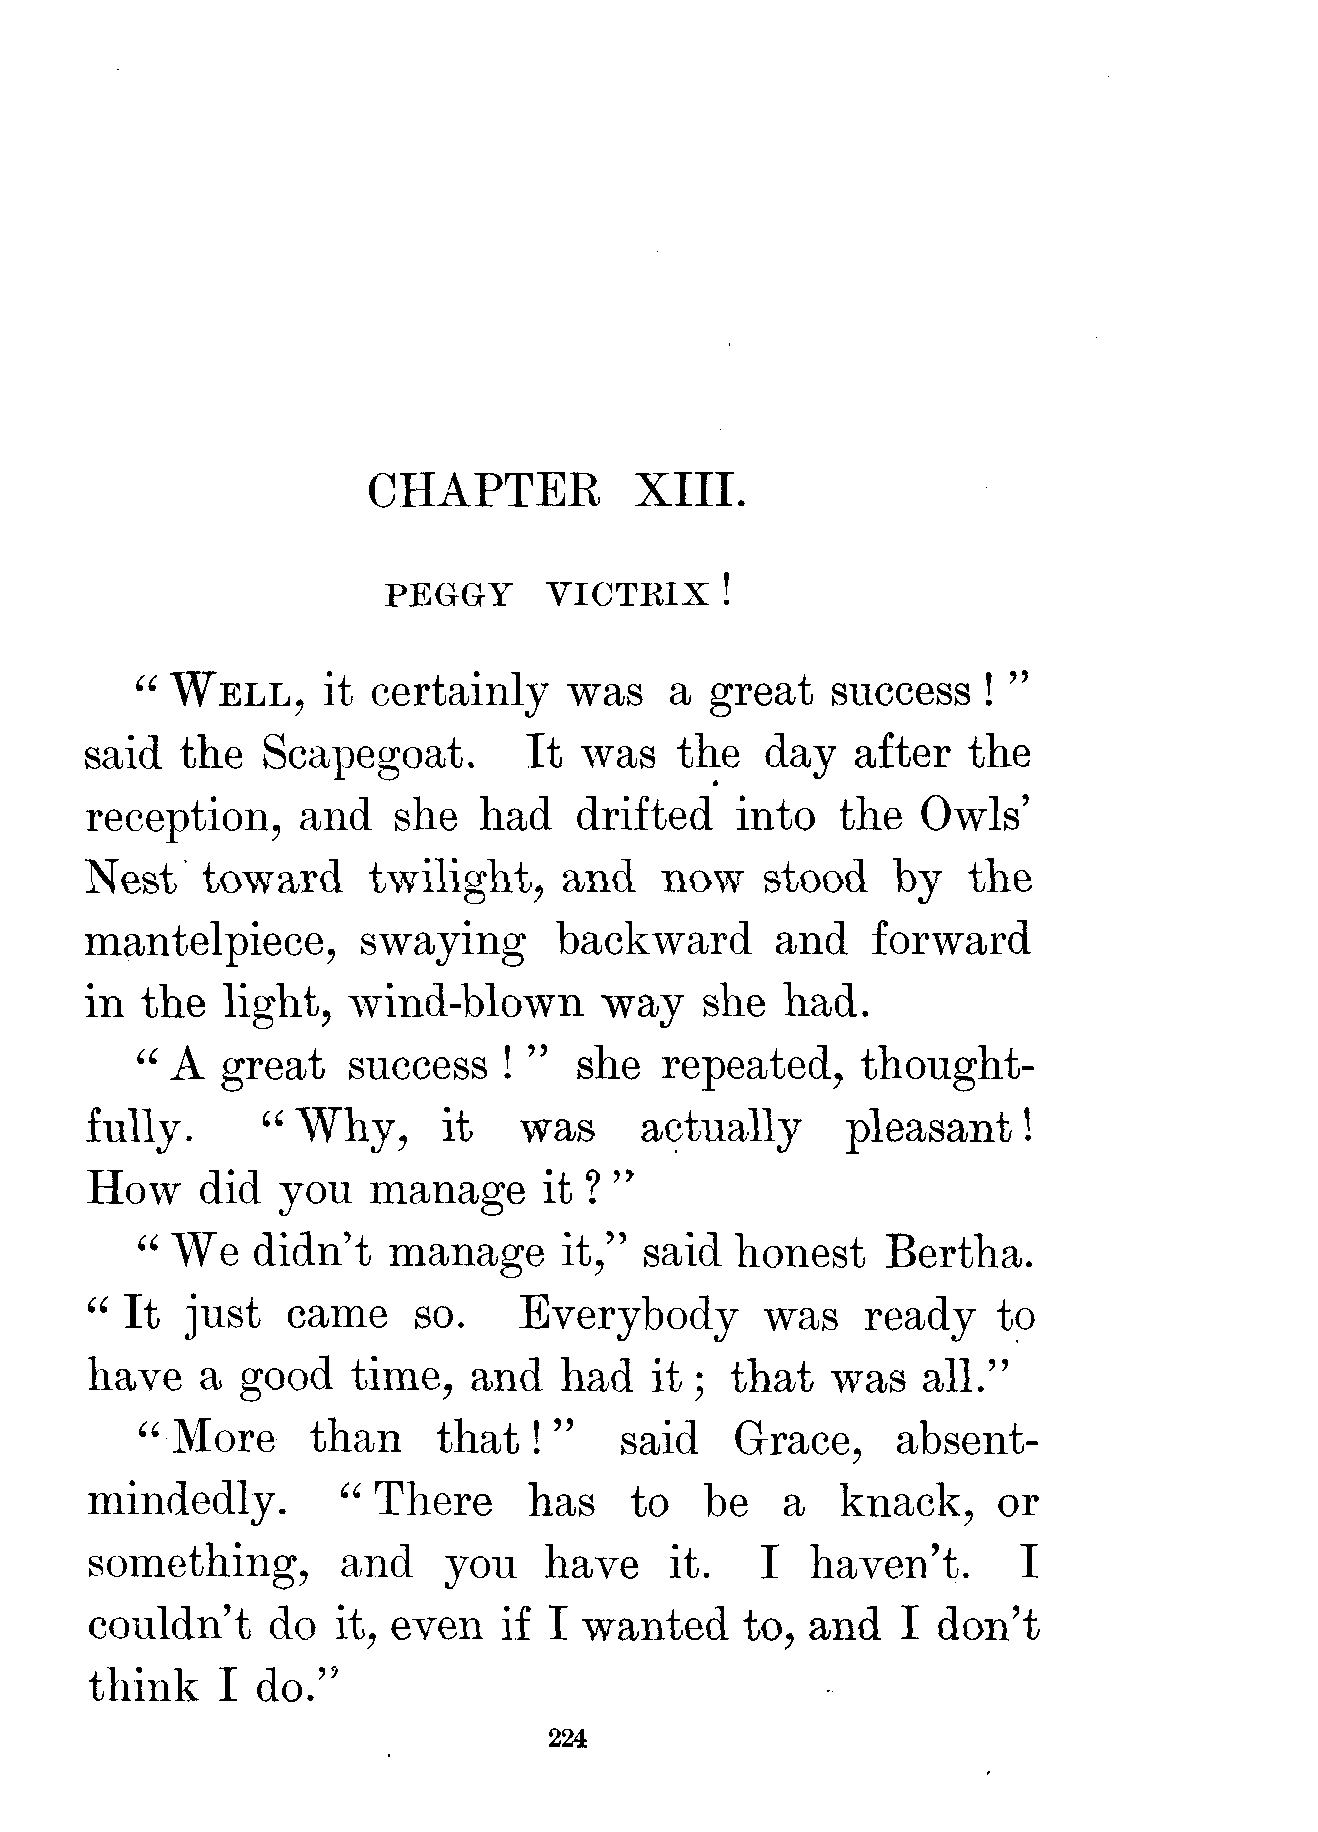 CHAPTER XIII.
PEGGY VICTRIX!
“ WELL, it certainly was a great success ! ”
said the Scapegoat. It was the day after the
reception, and she had drifted into the Owls’
Nest toward twilight, and now stood by the
mantelpiece, swaying backward and forward
in the light, wind-blown way she had.
“ A great success ! ” she repeated, thought-
fully. “ Why, it was actually pleasant !
How did you manage it ? ”
“ We didn’t manage it,” said honest Bertha.
“ It just came so. Everybody was ready to
have a good time, and had it ; that was all.”
“ More than that ! ” said Grace, absent-
mindedly. “ There has to be a knack, or
something, and you have it. I haven’t. I
couldn’t do it, even if I wanted to, and I don’t
think I do.”
224